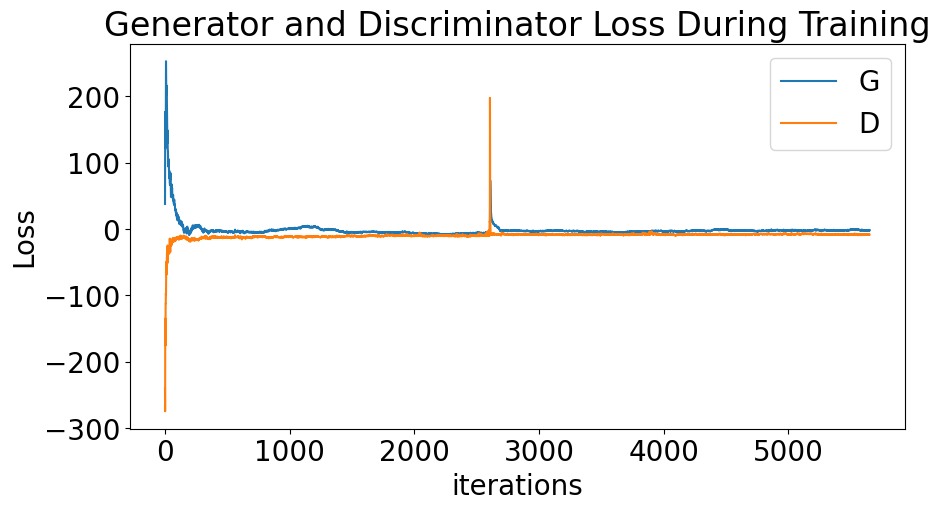 Generator and Discriminator Loss During Training
G
D
200
100
0
−100
−200
−300
Loss
0 1000 2000 3000 4000 5000
iterations